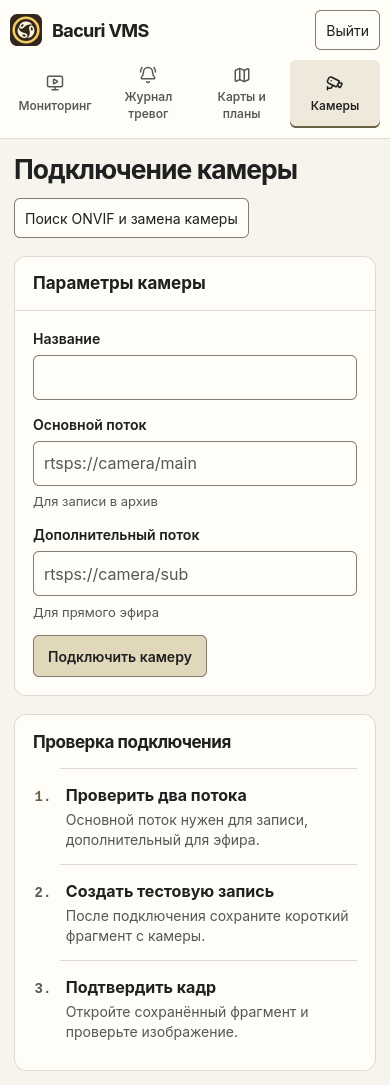 Bacuri VMS
Выйти
Мониторинг
Журнал
тревог
Карты и
планы
Камеры
Подключение камеры
Поиск ONVIF и замена камеры
Параметры камеры
Название
Основной поток
rtsps://camera/main
Для записи в архив
Дополнительный поток
rtsps://camera/sub
Для прямого эфира
Подключить камеру
Проверка подключения
1. Проверить два потока
Основной поток нужен для записи,
дополнительный для эфира.
2. Создать тестовую запись
После подключения сохраните короткий
фрагмент с камеры.
3. Подтвердить кадр
Откройте сохранённый фрагмент и
проверьте изображение.